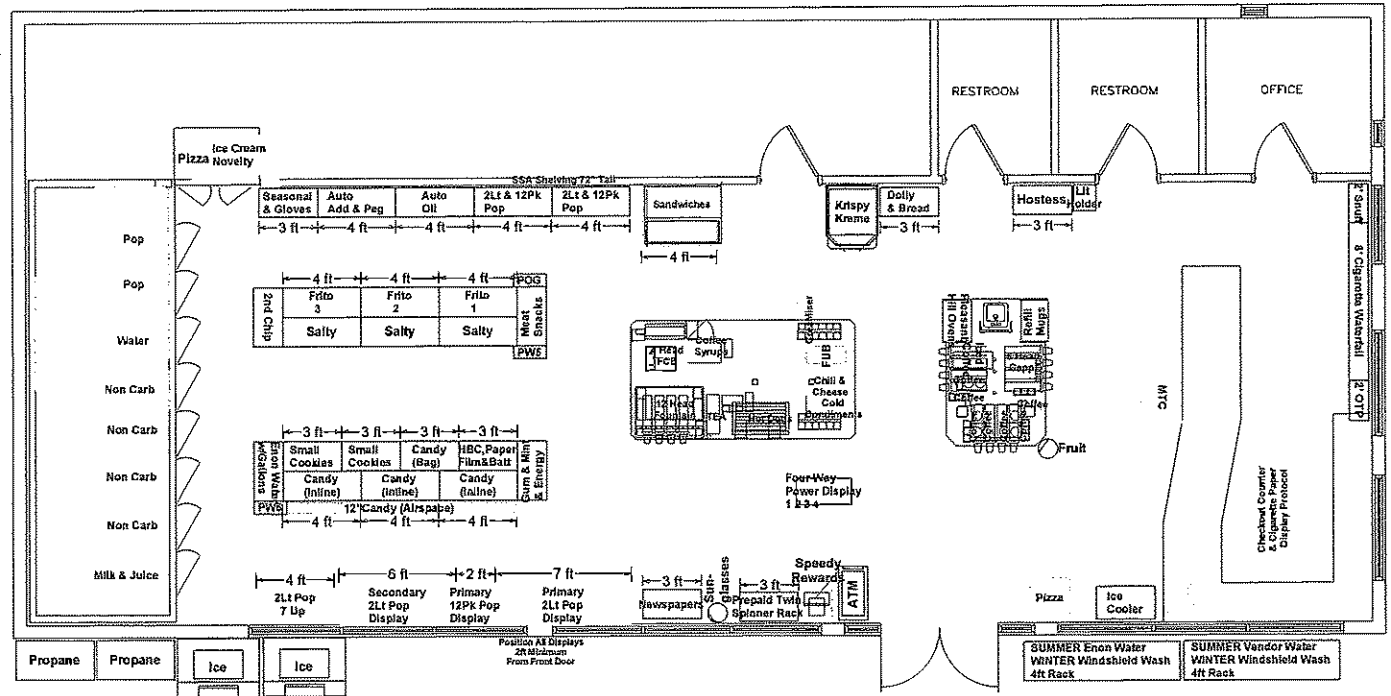 RESTROOM
RESTROOM
OFFICE
Pizza
Ice Cream
Novelty
SSA Shelving 72" Tall
Seasonal
& Gloves
Auto
Add & Peg
Auto
Oil
2Lt & 12Pk
Pop
2Lt & 12Pk
Pop
3 ft
4 ft
4 ft
4 ft
4 ft
Sandwiches
4 ft
Krispy
Kreme
Dolly
& Bread
3 ft
Hostess
Lit
Holder
3 ft
2' Snuff
8' Cigarette Waterfall
2' OTP
Pop
Pop
Water
Non Carb
Non Carb
Non Carb
Non Carb
Milk & Juice
4 ft
4 ft
4 ft
POG
2nd Chip
Frito
3
Frito
2
Frito
1
Salty
Salty
Salty
Meat
Snacks
PW5
Coffee
Syrups
FCB
FUB
12 Head
Fountain
TEA
Chili &
Cheese
Cold
Condiments
Refill
Mugs
Coffee
Coffee
Fruit
MTC
3 ft
3 ft
3 ft
3 ft
Small
Cookies
Small
Cookies
Candy
(Bag)
HBC,Paper
Film&Batt
Candy
(Inline)
Candy
(Inline)
Candy
(Inline)
Gum & Mint
& Energy
12" Candy (Airspace)
4 ft
4 ft
4 ft
Four Way
Power Display
1 2 3 4
Checkout Counter
& Cigarette Paper
Display Protocol
4 ft
6 ft
2 ft
7 ft
2Lt Pop
7 Up
Secondary
2Lt Pop
Display
Primary
12Pk Pop
Display
Primary
2Lt Pop
Display
3 ft
Newspapers
Sun-
glasses
3 ft
Prepaid Twin
Spinner Rack
Speedy
Rewards
ATM
Pizza
Ice
Cooler
Position All Displays
2ft Minimum
From Front Door
Propane
Propane
Ice
Ice
SUMMER Enon Water
WINTER Windshield Wash
4ft Rack
SUMMER Vendor Water
WINTER Windshield Wash
4ft Rack